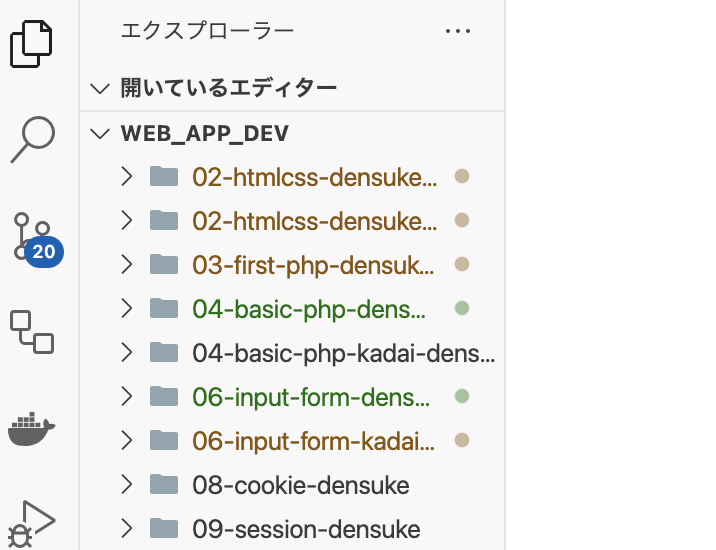 エクスプローラー
開いているエディター
WEB_APP_DEV
02-htmlcss-densuke...
02-htmlcss-densuke...
03-first-php-densuk...
20
04-basic-php-dens...
04-basic-php-kadai-dens...
06-input-form-dens...
06-input-form-kadai...
08-cookie-densuke
09-session-densuke